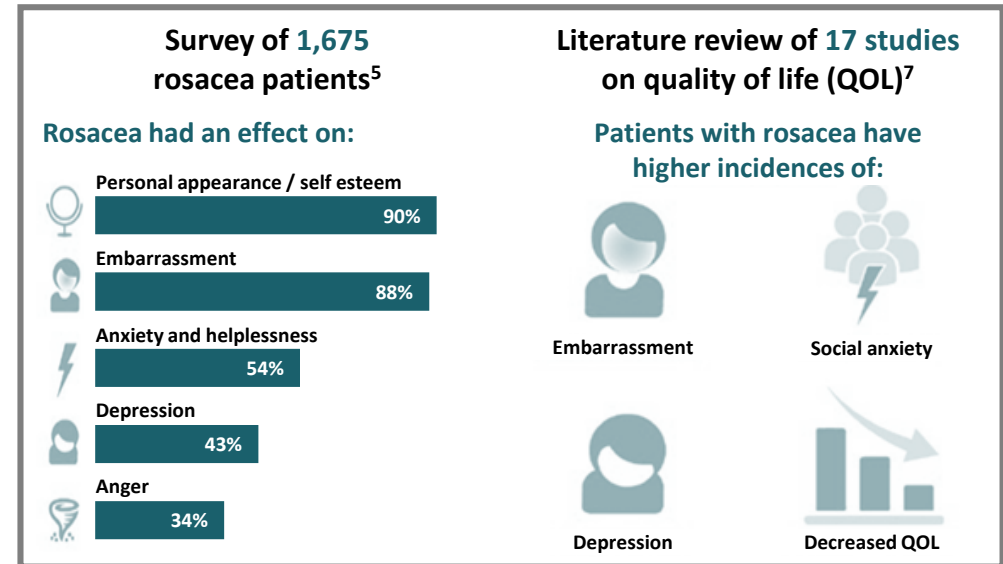 Survey of 1,675
rosacea patients⁵
Rosacea had an effect on:
Personal appearance / self esteem
90%
Embarrassment
88%
Anxiety and helplessness
54%
Depression
43%
Anger
34%
Literature review of 17 studies
on quality of life (QOL)⁷
Patients with rosacea have
higher incidences of:
Embarrassment
Social anxiety
Depression
Decreased QOL